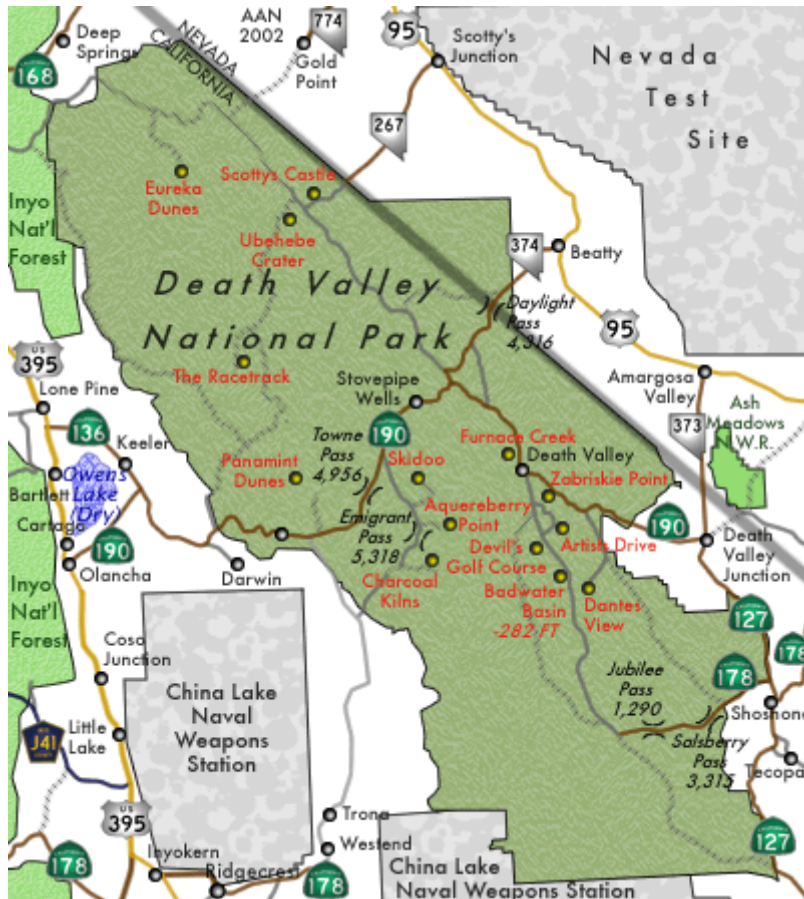 Deep
Springs
168
NEVADA
CALIFORNIA
AAN
2002
774
Gold
Point
95
Scotty's
Junction
Nevada
Test
Site
267
Eureka
Dunes
Scottys Castle
Ubehebe
Crater
Inyo
Nat'l
Forest
374
Beatty
Death Valley
National Park
Daylight
Pass
4,316
95
US
395
The Racetrack
Lone Pine
Stovepipe
Wells
Amargosa
Valley
373
Ash
Meadows
N.W.R.
136
Keeler
190
Towne
Pass
4,956
Furnace Creek
Death Valley
Skidoo
Panamint
Dunes
Zabriskie Point
Bartlett
Owens
Lake
(Dry)
Cartago
190
Olancha
Darwin
Emigrant
Pass
5,318
Aquereberry
Point
Charcoal
Kilns
Devil's
Golf Course
Artists Drive
190
Death
Valley
Junction
Badwater
Basin
-282 FT
Dantes
View
Inyo
Nat'l
Forest
Coso
Junction
127
178
178
China Lake
Naval
Weapons
Station
Jubilee
Pass
1,290
Shoshone
Salsberry
Pass
3,315
Tecopa
J41
Little
Lake
US
395
Trona
Westend
178
Inyokern
Ridgecrest
178
China Lake
Naval Weapons Station
127